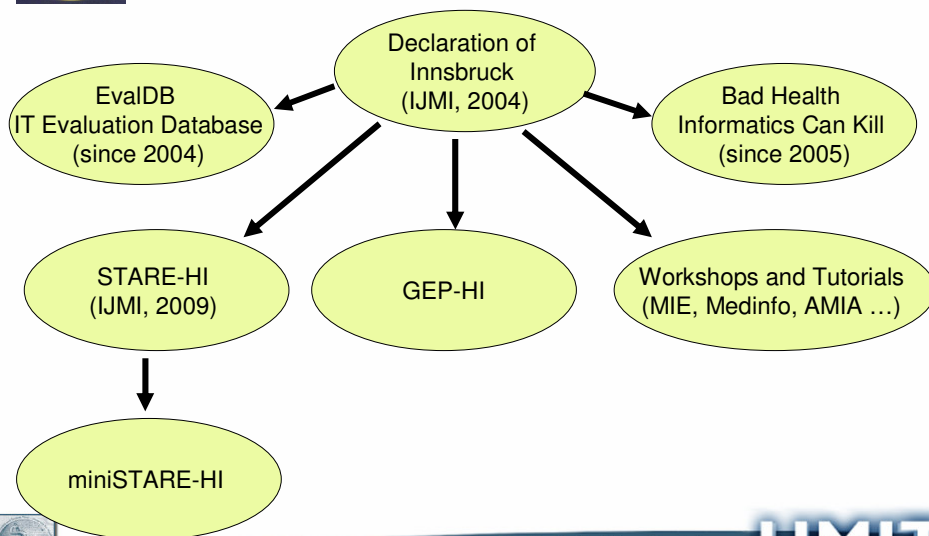 Declaration of
Innsbruck
(IJMI, 2004)
EvalDB
IT Evaluation Database
(since 2004)
Bad Health
Informatics Can Kill
(since 2005)
STARE-HI
(IJMI, 2009)
GEP-HI
Workshops and Tutorials
(MIE, Medinfo, AMIA …)
miniSTARE-HI